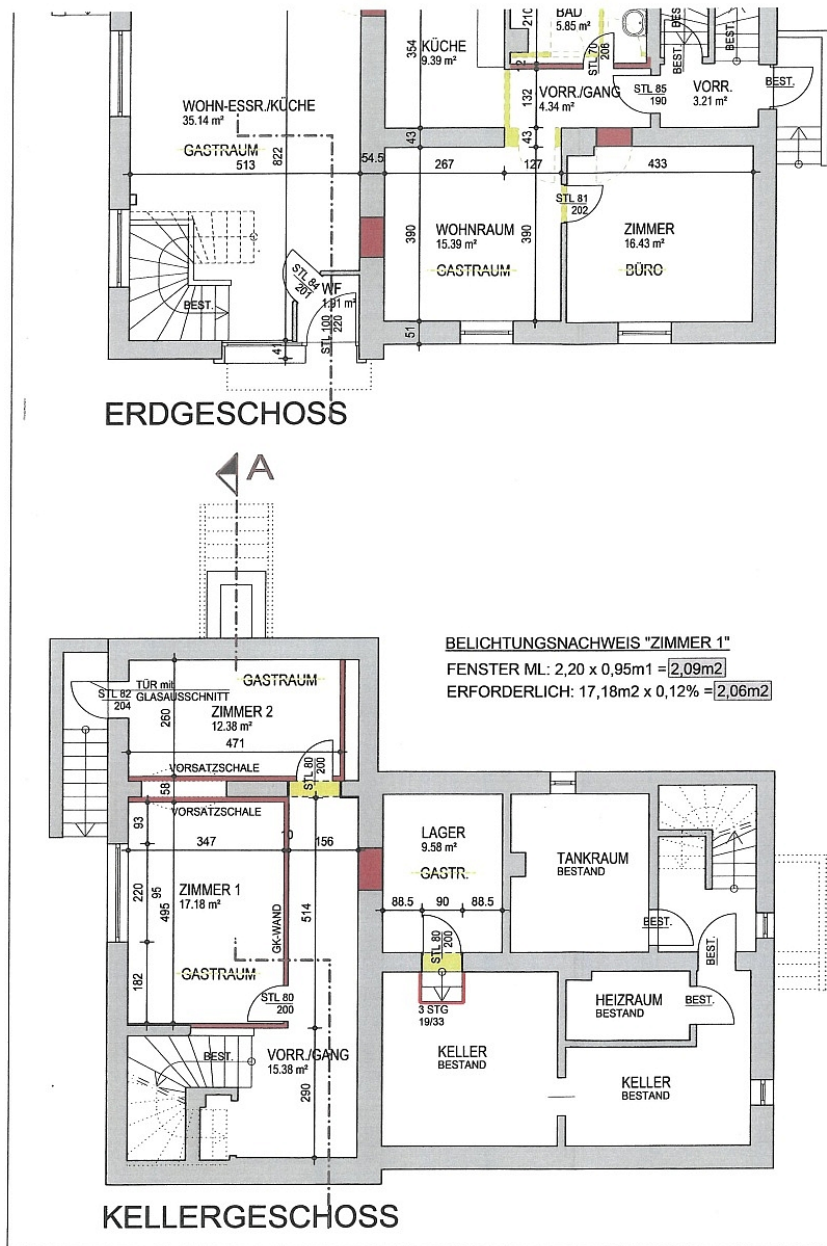 210
BAD
5.85 m²
BEST.
354
KÜCHE
9.39 m²
12
STL 70
206
BEST.
VORR./GANG
4.34 m²
132
STL 85
190
VORR.
3.21 m²
BEST.
WOHN-ESSR./KÜCHE
35.14 m²
GASTRAUM
513
822
43
43
54.5
267
127
433
STL 81
202
390
WOHNRAUM
15.39 m²
GASTRAUM
390
ZIMMER
16.43 m²
BÜRO
BEST.
STL 84
201
WF
1.91 m²
STL 100
220
41
51
ERDGESCHOSS
A
BELICHTUNGSNACHWEIS "ZIMMER 1"
FENSTER ML: 2,20 x 0,95m1 = 2,09m2
ERFORDERLICH: 17,18m2 x 0,12% = 2,06m2
STL 82
204
TÜR mit
GLASAUSSCHNITT
GASTRAUM
260
ZIMMER 2
12.38 m²
471
STL 80
200
VORSATZSCHALE
58
VORSATZSCHALE
93
347
10
156
220
95
495
ZIMMER 1
17.18 m²
GK-WAND
514
182
GASTRAUM
STL 80
200
BEST.
VORR./GANG
15.38 m²
290
LAGER
9.58 m²
GASTR.
88.5
90
88.5
STL 80
200
TANKRAUM
BESTAND
BEST.
BEST.
3 STG
19/33
KELLER
BESTAND
HEIZRAUM
BESTAND
BEST.
KELLER
BESTAND
KELLERGESCHOSS